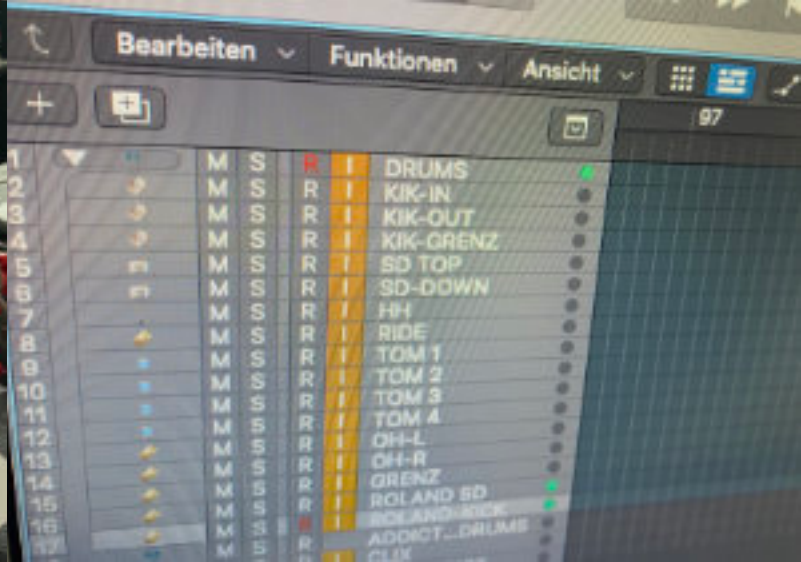 Bearbeiten Funktionen Ansicht
97
1 M S R I DRUMS
2 M S R I KIK-IN
3 M S R I KIK-OUT
4 M S R I KIK-GRENZ
5 M S R I SD TOP
6 M S R I SD-DOWN
7 M S R I HH
8 M S R I RIDE
9 M S R I TOM 1
10 M S R I TOM 2
11 M S R I TOM 3
12 M S R I TOM 4
13 M S R I OH-L
14 M S R I OH-R
15 M S R I GRENZ
16 M S R I ROLAND SD
17 M S R I ROLAND-KICK
M S R ADDICT...DRUMS
CLIX